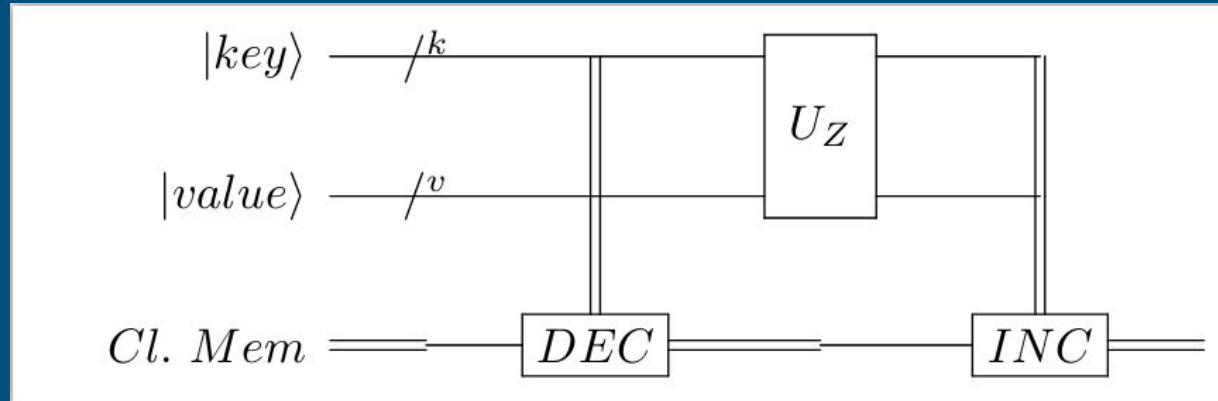 |key⟩ k
U_Z
|value⟩ v
Cl. Mem DEC INC